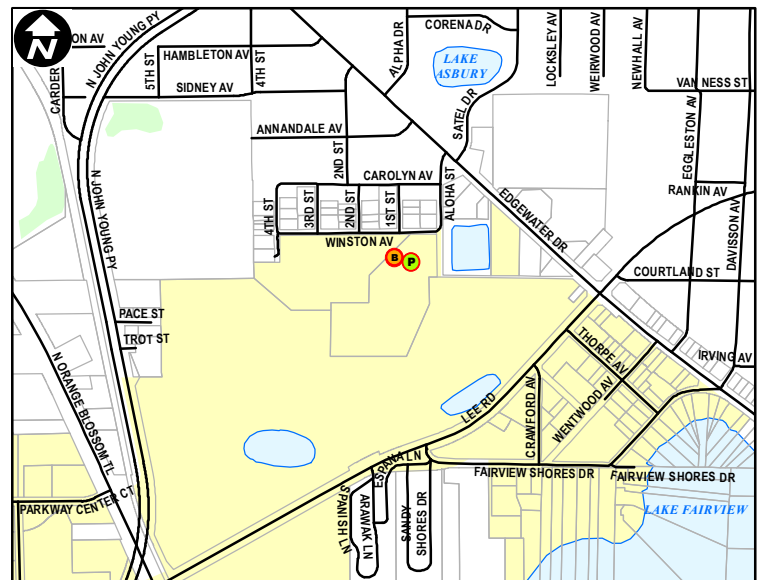 N
ON AV
CARDER
N JOHN YOUNG PY
5TH ST
HAMBLETON AV
4TH ST
SIDNEY AV
ALPHA DR
CORENA DR
LAKE
ASBURY
SATEL DR
LOCKSLEY AV
WEIRWOOD AV
NEWHALL AV
VAN NESS ST
EGGLESTON AV
ANNANDALE AV
2ND ST
CAROLYN AV
ALOHA ST
RANKIN AV
DAVISSON AV
N JOHN YOUNG PY
4TH ST
3RD ST
2ND ST
1ST ST
WINSTON AV
EDGEWATER DR
B
P
COURTLAND ST
PACE ST
TROT ST
N ORANGE BLOSSOM TL
THORPE AV
IRVING AV
LEE RD
CRAWFORD AV
WENTWOOD AV
ESPANA LN
FAIRVIEW SHORES DR
FAIRVIEW SHORES DR
PARKWAY CENTER CT
SPANISH LN
ARAWAK LN
SANDY
SHORES DR
LAKE FAIRVIEW